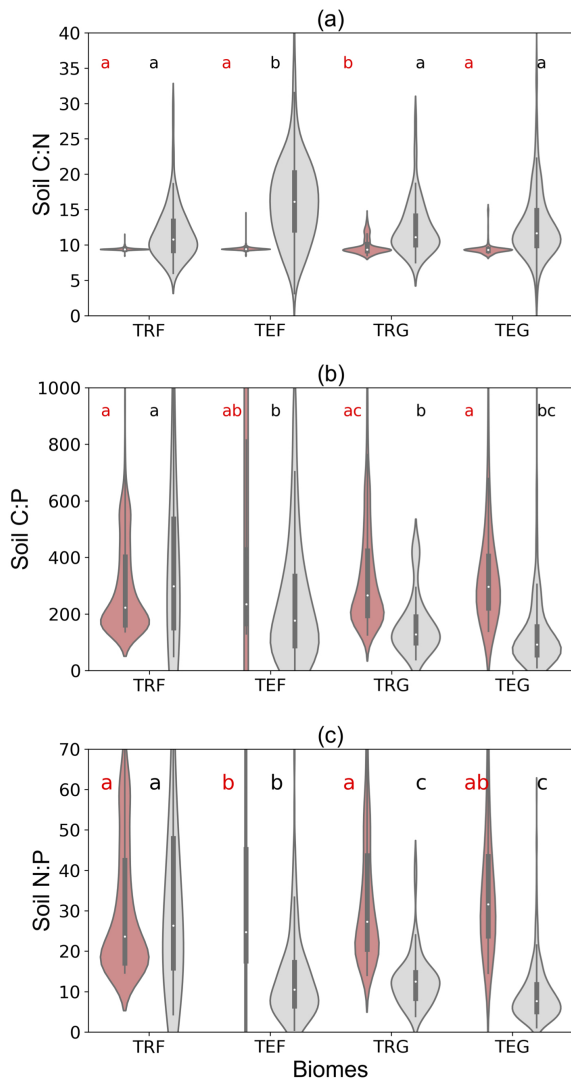 (a)
40
35
30
25
20
15
10
5
0
Soil C:N
a a a b b a a a
TRF TEF TRG TEG
(b)
1000
800
600
400
200
0
Soil C:P
a a ab b ac b a bc
TRF TEF TRG TEG
(c)
70
60
50
40
30
20
10
0
Soil N:P
a a b b a c ab c
TRF TEF TRG TEG
Biomes